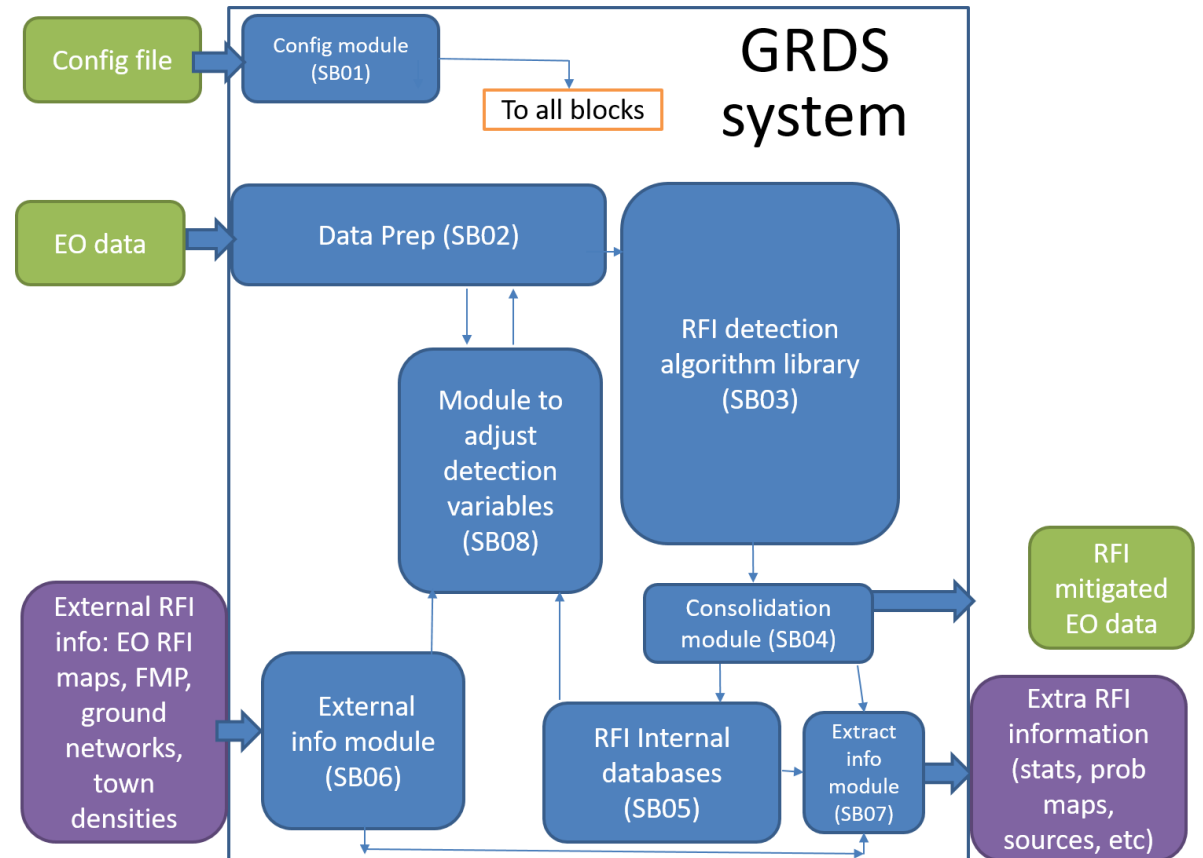 Config file
Config module
(SB01)
To all blocks
GRDS
system
EO data
Data Prep (SB02)
RFI detection
algorithm library
(SB03)
Module to
adjust
detection
variables
(SB08)
External RFI
info: EO RFI
maps, FMP,
ground
networks,
town
densities
External
info module
(SB06)
Consolidation
module (SB04)
RFI
mitigated
EO data
RFI Internal
databases
(SB05)
Extract
info
module
(SB07)
Extra RFI
information
(stats, prob
maps,
sources, etc)